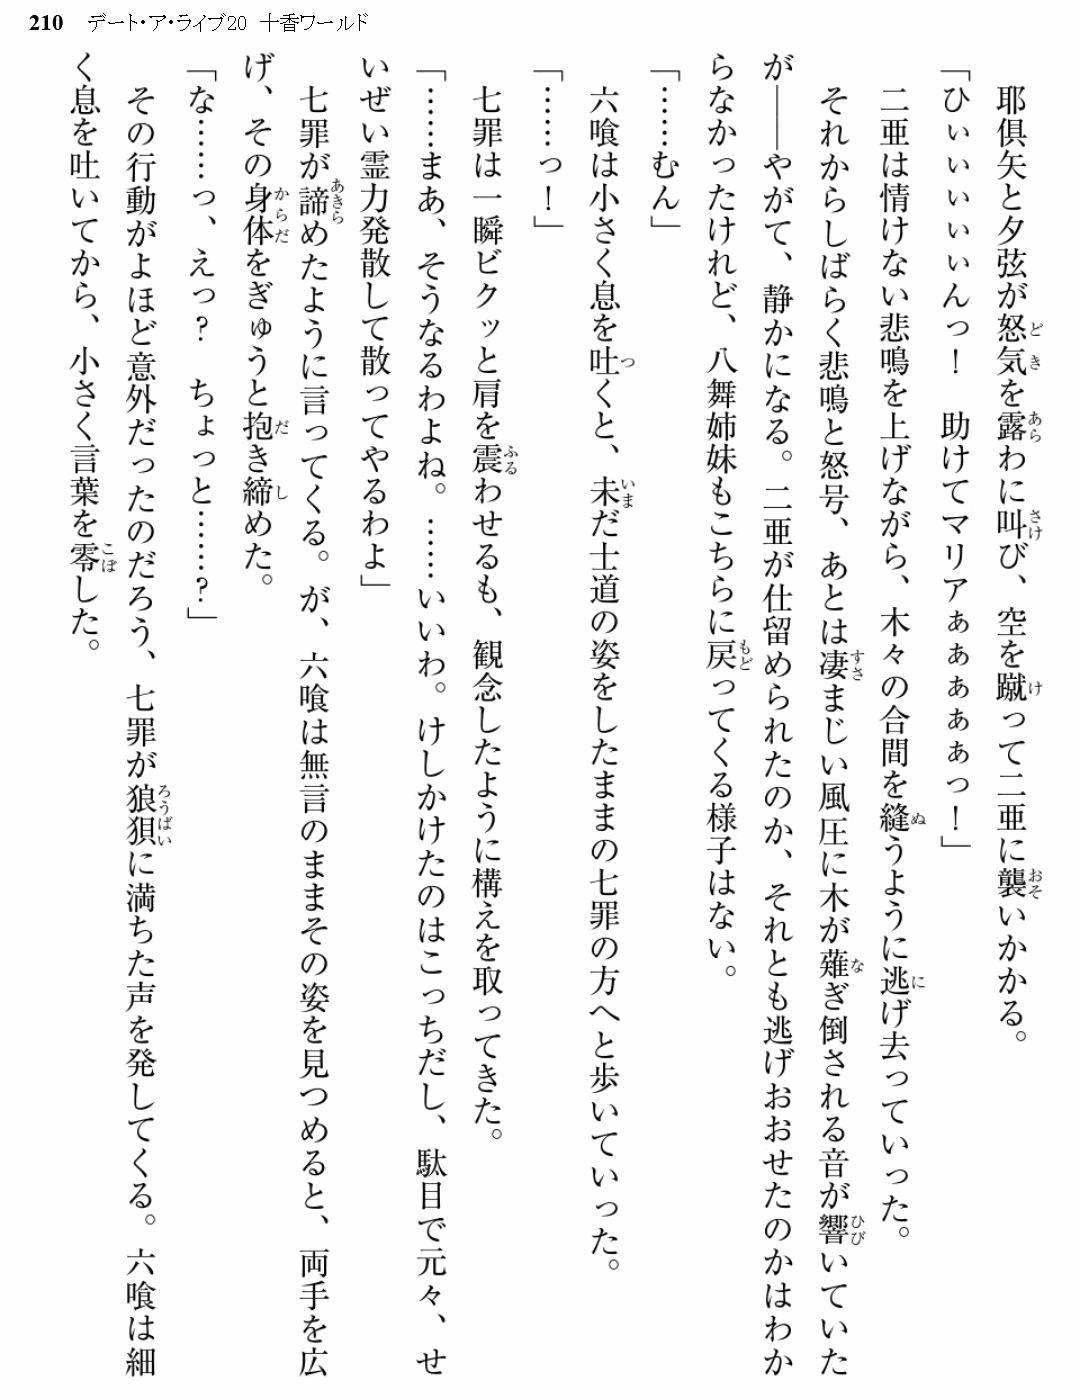 210 デート・ア・ライブ20 十香ワールド
耶倶矢と夕弦が怒気を露わに叫び、空を蹴って二亜に襲いかかる。
「ひぃぃぃぃぃんっ！　助けてマリアぁぁぁぁぁっ！」
二亜は情けない悲鳴を上げながら、木々の合間を縫うように逃げ去っていった。
それからしばらく悲鳴と怒号、あとは凄まじい風圧に木が薙ぎ倒される音が響いていた
が――やがて、静かになる。二亜が仕留められたのか、それとも逃げおおせたのかはわか
らなかったけれど、八舞姉妹もこちらに戻ってくる様子はない。
「……むん」
六喰は小さく息を吐くと、未だ士道の姿をしたままの七罪の方へと歩いていった。
「……っ！」
七罪は一瞬ビクッと肩を震わせるも、観念したように構えを取ってきた。
「……まあ、そうなるわよね。……いいわ。けしかけたのはこっちだし、駄目で元々、せ
いぜい霊力発散して散ってやるわよ」
七罪が諦めたように言ってくる。が、六喰は無言のままその姿を見つめると、両手を広
げ、その身体をぎゅうと抱き締めた。
「な……っ、えっ？　ちょっと……？」
その行動がよほど意外だったのだろう、七罪が狼狽に満ちた声を発してくる。六喰は細
く息を吐いてから、小さく言葉を零した。